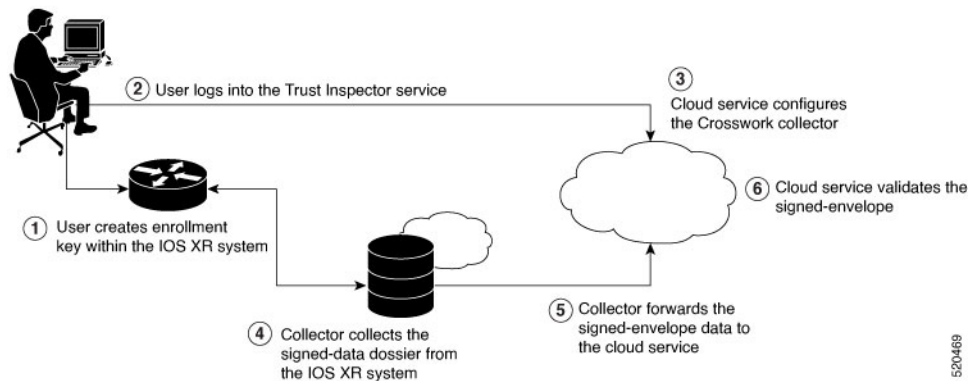 ② User logs into the Trust Inspector service
③
Cloud service configures
the Crosswork collector
⑥ Cloud service validates the
signed-envelope
① User creates enrollment
key within the IOS XR system
④ Collector collects the
signed-data dossier from
the IOS XR system
⑤ Collector forwards the
signed-envelope data to
the cloud service
520469